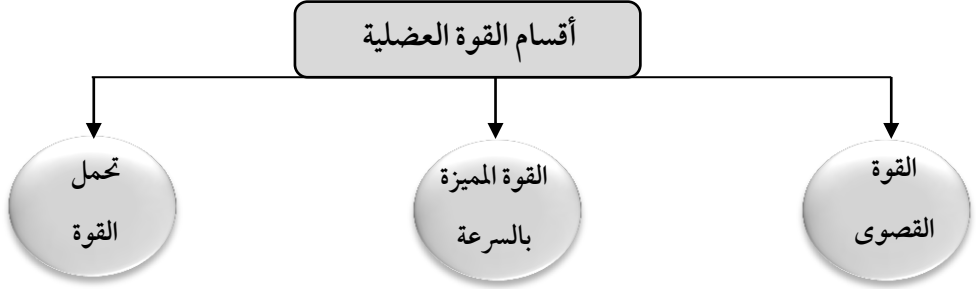 أقسام القوة العضلية
القوة
القصوى
القوة المميزة
بالسرعة
تحمل
القوة